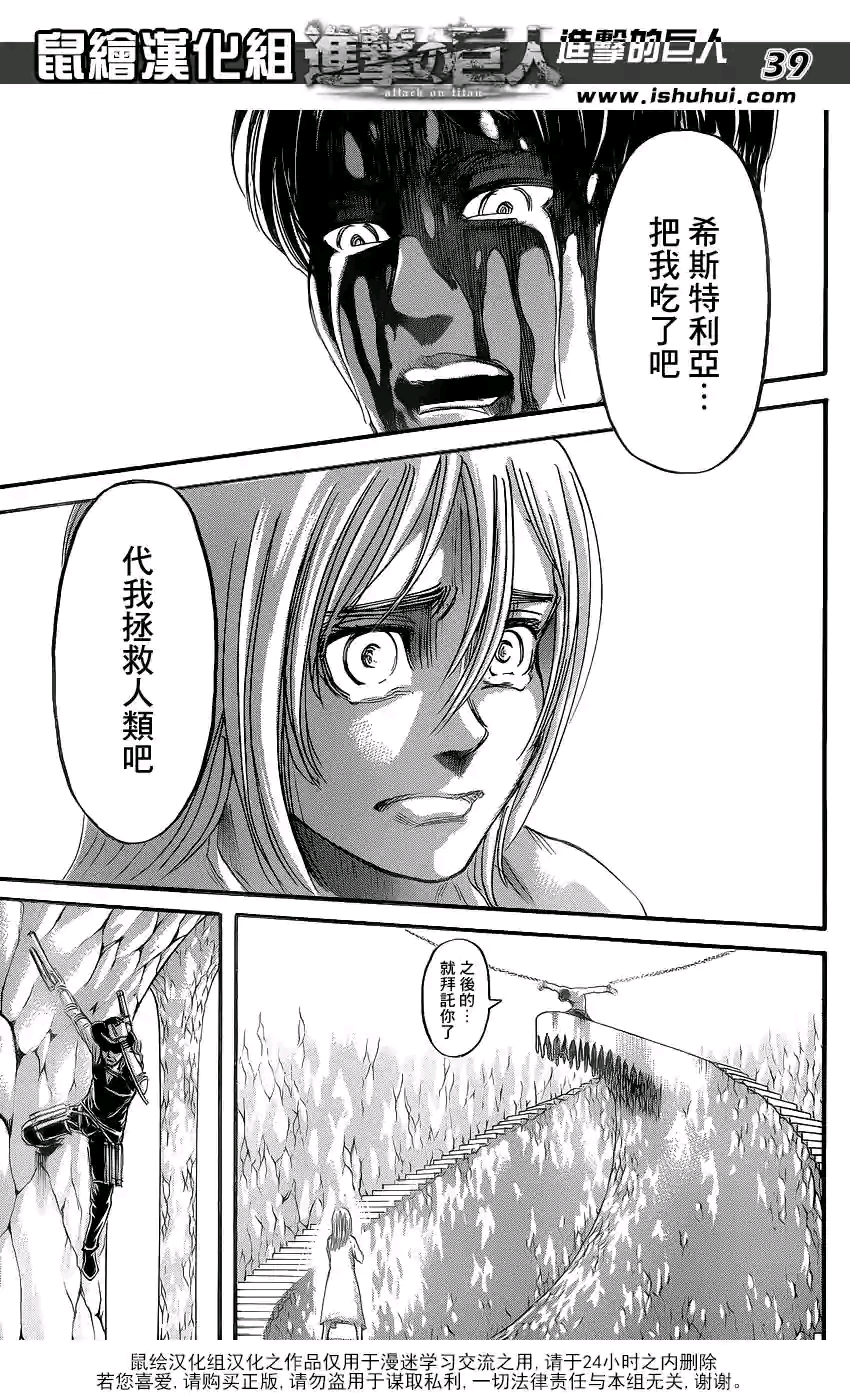 鼠繪漢化組
進撃の巨人
attack on titan
進擊的巨人
39
www.ishuhui.com
希斯特利亞…
把我吃了吧
代我拯救人類吧
之後的…
就拜託你了
鼠绘汉化组汉化之作品仅用于漫迷学习交流之用, 请于24小时之内删除
若您喜爱, 请购买正版, 请勿盗用于谋取私利, 一切法律责任与本组无关, 谢谢。